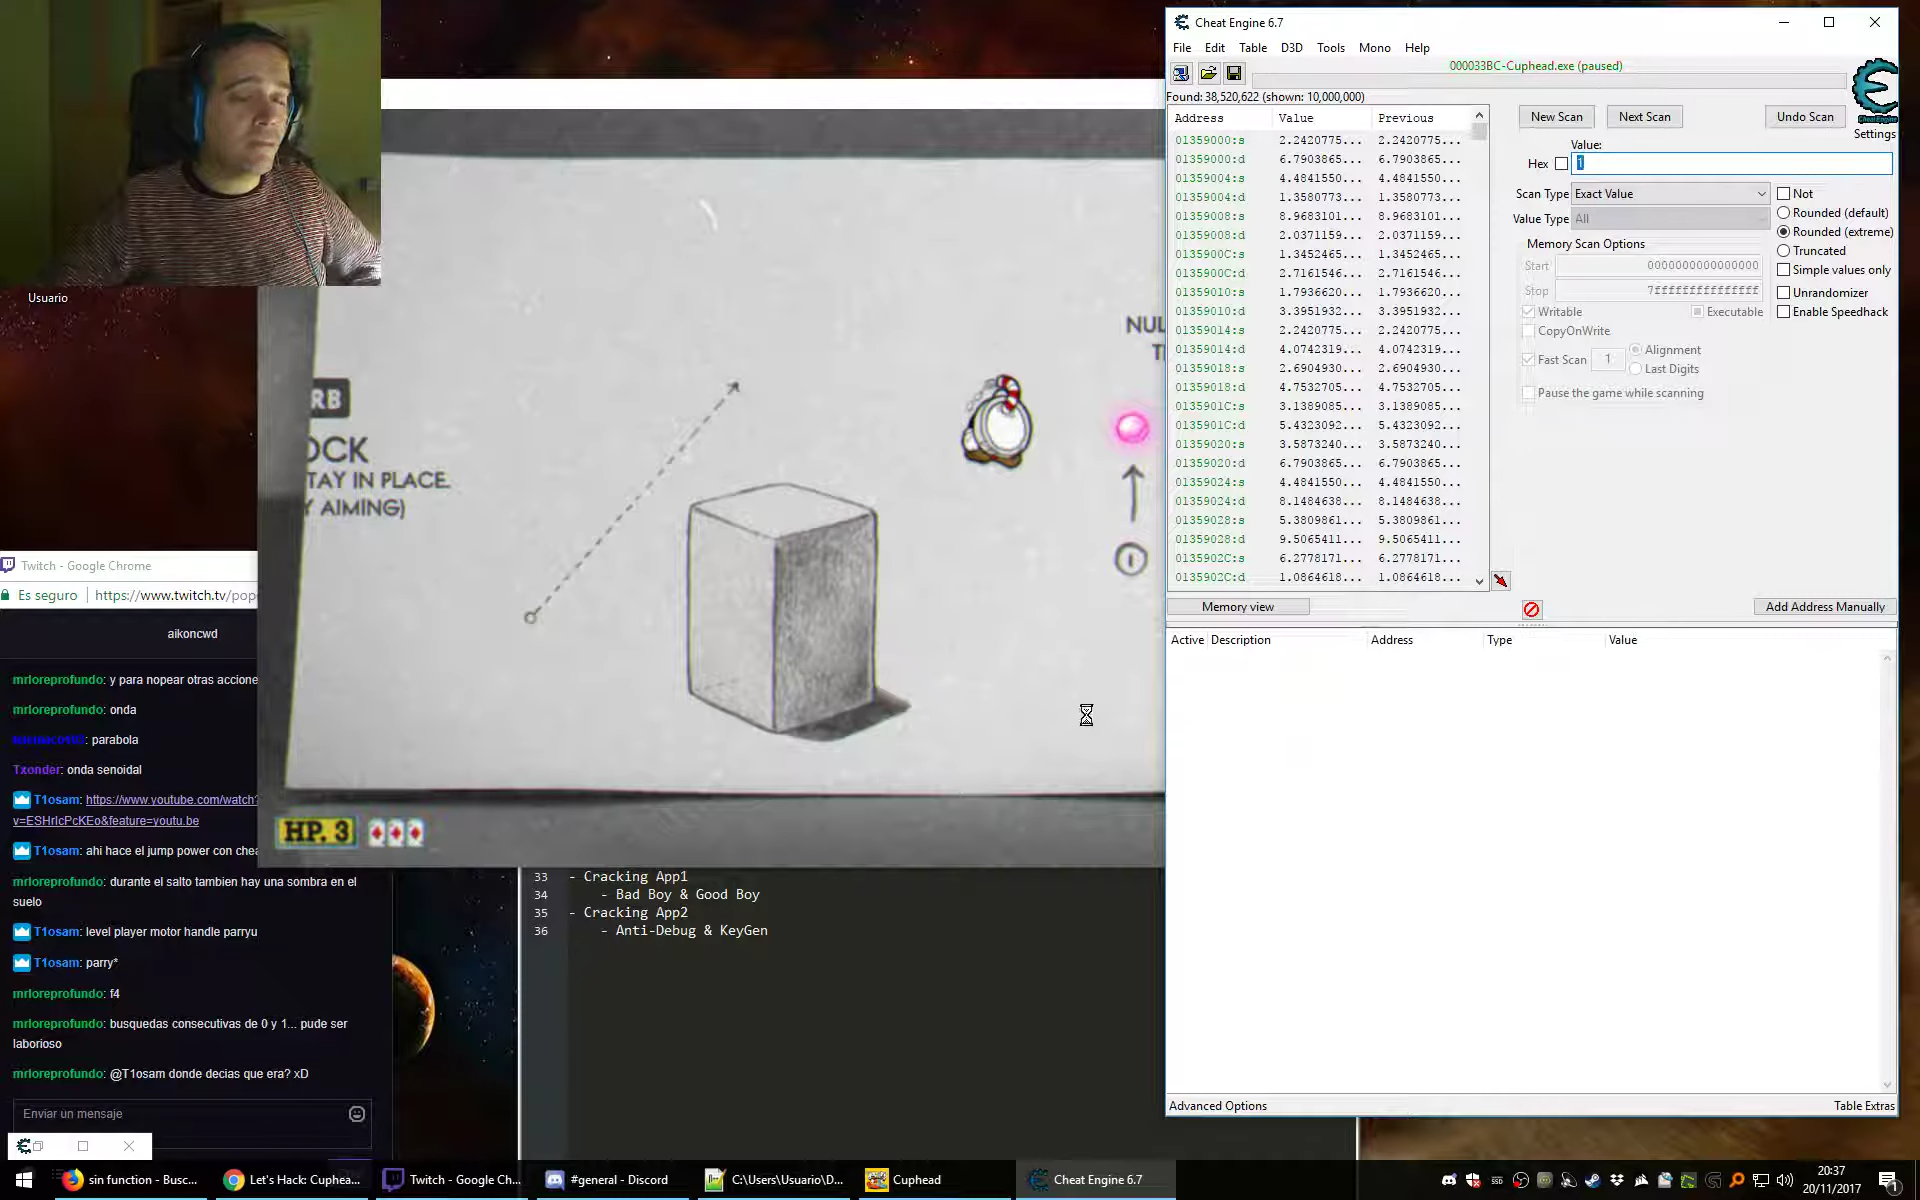 Usuario
Twitch - Google Chrome
Es seguro
https://www.twitch.tv/pop
aikoncwd
mrloreprofundo: y para nopear otras accione
mrloreprofundo: onda
: parabola
Txonder: onda senoidal
T1osam: https://www.youtube.com/watch?
v=ESHrIcPcKEo&feature=youtu.be
T1osam: ahi hace el jump power con chea
mrloreprofundo: durante el salto tambien hay una sombra en el
suelo
T1osam: level player motor handle parryu
T1osam: parry*
mrloreprofundo: f4
mrloreprofundo: busquedas consecutivas de 0 y 1... pude ser
laborioso
mrloreprofundo: @T1osam donde decias que era? xD
Enviar un mensaje
RB
OCK
TAY IN PLACE.
Y AIMING)
NUL
T
HP. 3
33 - Cracking App1
34 - Bad Boy & Good Boy
35 - Cracking App2
36 - Anti-Debug & KeyGen
Cheat Engine 6.7
File Edit Table D3D Tools Mono Help
000033BC-Cuphead.exe (paused)
Found: 38,520,622 (shown: 10,000,000)
Address Value Previous
01359000:s 2.2420775... 2.2420775...
01359000:d 6.7903865... 6.7903865...
01359004:s 4.4841550... 4.4841550...
01359004:d 1.3580773... 1.3580773...
01359008:s 8.9683101... 8.9683101...
01359008:d 2.0371159... 2.0371159...
0135900C:s 1.3452465... 1.3452465...
0135900C:d 2.7161546... 2.7161546...
01359010:s 1.7936620... 1.7936620...
01359010:d 3.3951932... 3.3951932...
01359014:s 2.2420775... 2.2420775...
01359014:d 4.0742319... 4.0742319...
01359018:s 2.6904930... 2.6904930...
01359018:d 4.7532705... 4.7532705...
0135901C:s 3.1389085... 3.1389085...
0135901C:d 5.4323092... 5.4323092...
01359020:s 3.5873240... 3.5873240...
01359020:d 6.7903865... 6.7903865...
01359024:s 4.4841550... 4.4841550...
01359024:d 8.1484638... 8.1484638...
01359028:s 5.3809861... 5.3809861...
01359028:d 9.5065411... 9.5065411...
0135902C:s 6.2778171... 6.2778171...
0135902C:d 1.0864618... 1.0864618...
New Scan Next Scan Undo Scan
Settings
Value:
Hex 1
Scan Type Exact Value
Value Type All
Not
Rounded (default)
Rounded (extreme)
Truncated
Simple values only
Unrandomizer
Enable Speedhack
Memory Scan Options
Start 0000000000000000
Stop 7fffffffffffffff
Writable Executable
CopyOnWrite
Fast Scan 1 Alignment
Last Digits
Pause the game while scanning
Memory view Add Address Manually
Active Description Address Type Value
Advanced Options Table Extras
sin function - Busc...
Let's Hack: Cuphea...
Twitch - Google Ch...
#general - Discord
C:\Users\Usuario\D...
Cuphead
Cheat Engine 6.7
20:37
20/11/2017